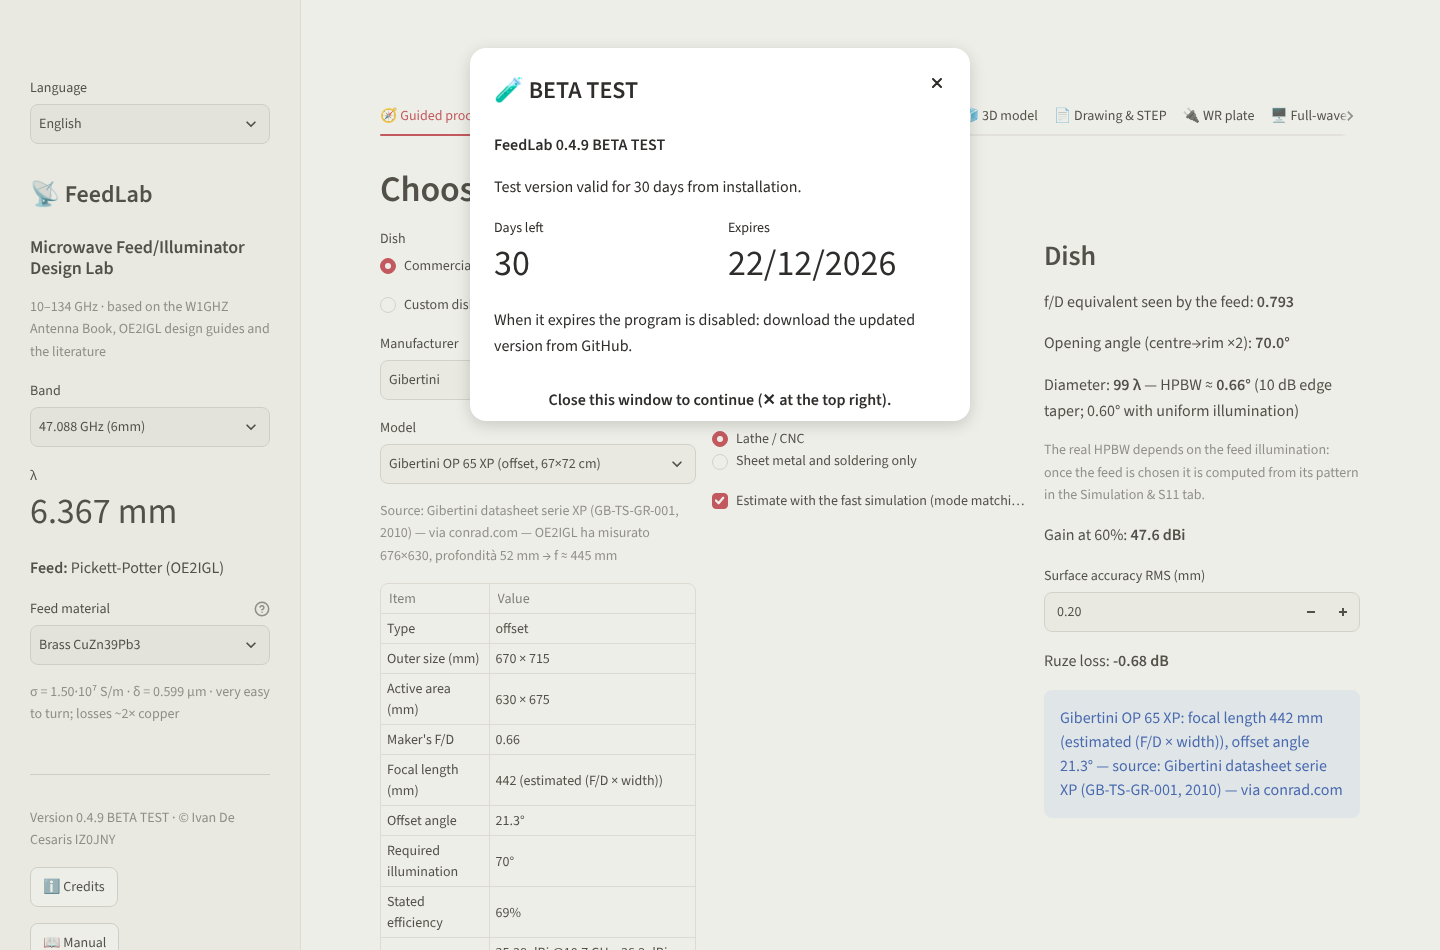 Language
English
📡 FeedLab
Microwave Feed/Illuminator
Design Lab
10–134 GHz · based on the W1GHZ
Antenna Book, OE2IGL design guides and
the literature
Band
47.088 GHz (6mm)
λ
6.367 mm
Feed: Pickett-Potter (OE2IGL)
Feed material
Brass CuZn39Pb3
σ = 1.50·10⁷ S/m · δ = 0.599 µm · very easy
to turn; losses ~2× copper
Version 0.4.9 BETA TEST · © Ivan De
Cesaris IZ0JNY
ℹ️ Credits
📖 Manual
🧪 BETA TEST
FeedLab 0.4.9 BETA TEST
Test version valid for 30 days from installation.
Days left
30
Expires
22/12/2026
When it expires the program is disabled: download the updated
version from GitHub.
Close this window to continue (✕ at the top right).
🧭 Guided proc
3D model
📄 Drawing & STEP
🔌 WR plate
🖥️ Full-wave
Choos
Dish
Commercia
Custom dis
Manufacturer
Gibertini
Model
Gibertini OP 65 XP (offset, 67×72 cm)
Source: Gibertini datasheet serie XP (GB-TS-GR-001,
2010) — via conrad.com — OE2IGL ha misurato
676×630, profondità 52 mm → f ≈ 445 mm
Item Value
Type offset
Outer size (mm) 670 × 715
Active area
(mm)
630 × 675
Maker's F/D 0.66
Focal length
(mm)
442 (estimated (F/D × width))
Offset angle 21.3°
Required
illumination
70°
Stated
efficiency
69%
Lathe / CNC
Sheet metal and soldering only
Estimate with the fast simulation (mode matchi…
Dish
f/D equivalent seen by the feed: 0.793
Opening angle (centre→rim ×2): 70.0°
Diameter: 99 λ — HPBW ≈ 0.66° (10 dB edge
taper; 0.60° with uniform illumination)
The real HPBW depends on the feed illumination:
once the feed is chosen it is computed from its pattern
in the Simulation & S11 tab.
Gain at 60%: 47.6 dBi
Surface accuracy RMS (mm)
0.20
Ruze loss: -0.68 dB
Gibertini OP 65 XP: focal length 442 mm
(estimated (F/D × width)), offset angle
21.3° — source: Gibertini datasheet serie
XP (GB-TS-GR-001, 2010) — via conrad.com